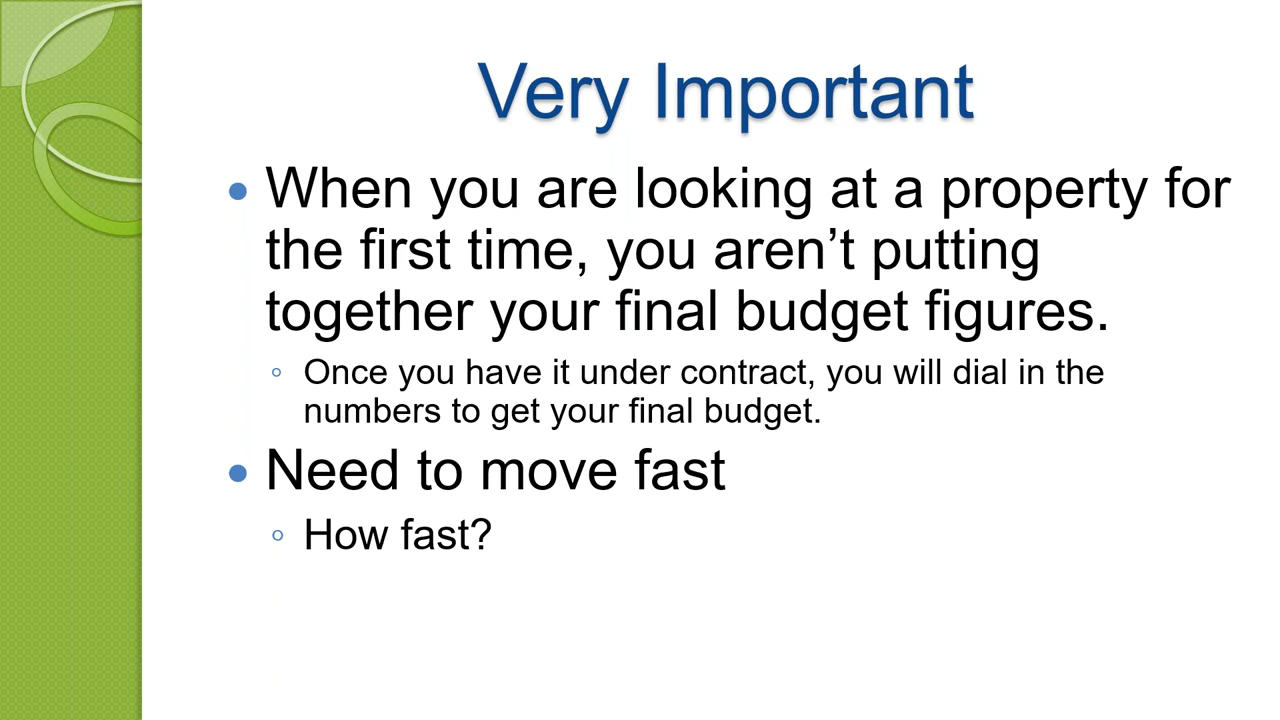 Very Important
• When you are looking at a property for
the first time, you aren’t putting
together your final budget figures.
◦ Once you have it under contract, you will dial in the
numbers to get your final budget.
• Need to move fast
◦ How fast?